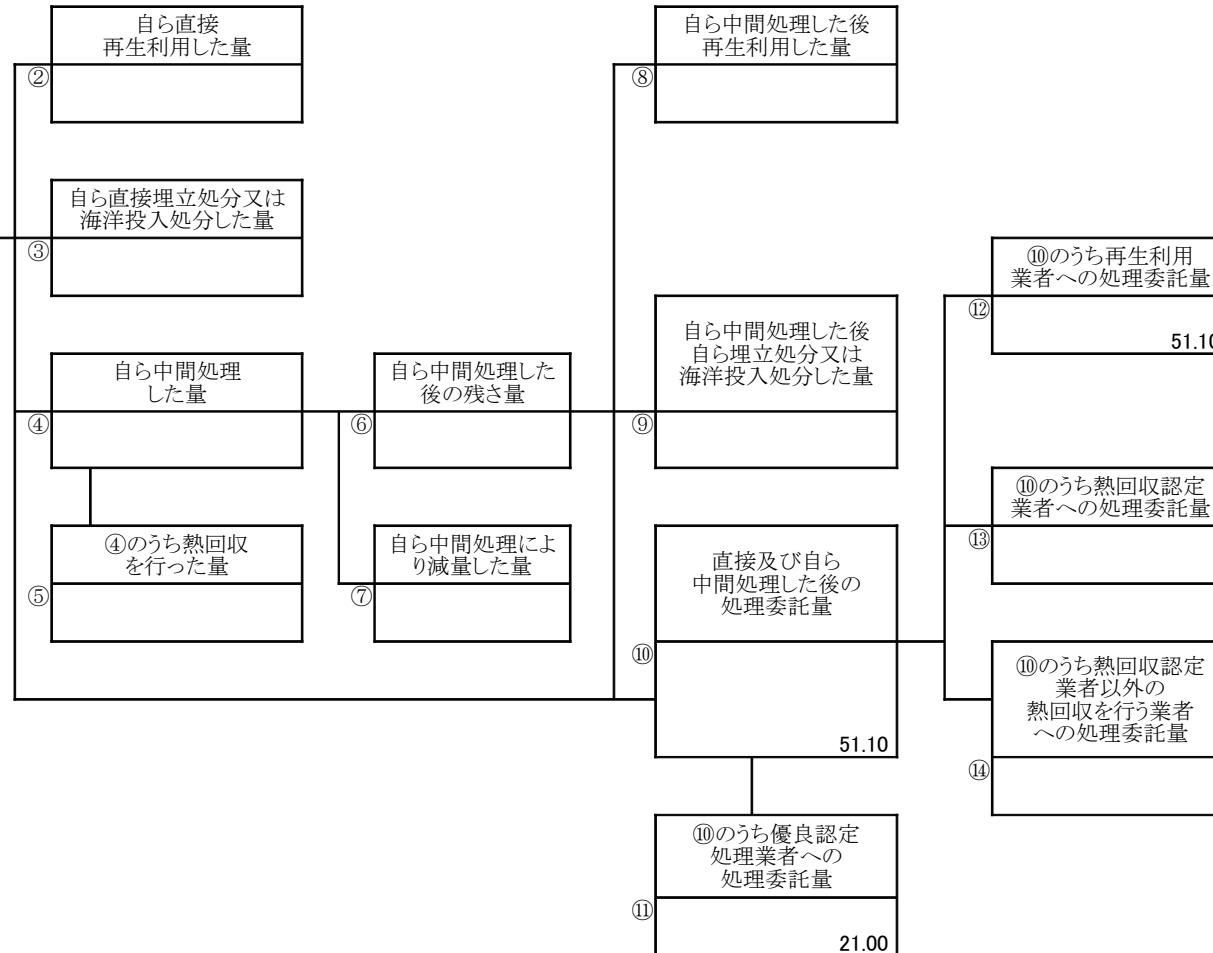 自ら直接
再生利用した量
②
自ら直接埋立処分又は
海洋投入処分した量
③
自ら中間処理
した量
④
④のうち熱回収
を行った量
⑤
自ら中間処理した
後の残さ量
⑥
自ら中間処理によ
り減量した量
⑦
自ら中間処理した後
再生利用した量
⑧
自ら中間処理した後
自ら埋立処分又は
海洋投入処分した量
⑨
直接及び自ら
中間処理した後の
処理委託量
⑩
51.10
⑩のうち優良認定
処理業者への
処理委託量
⑪
21.00
⑩のうち再生利用
業者への処理委託量
⑫
51.10
⑩のうち熱回収認定
業者への処理委託量
⑬
⑩のうち熱回収認定
業者以外の
熱回収を行う業者
への処理委託量
⑭